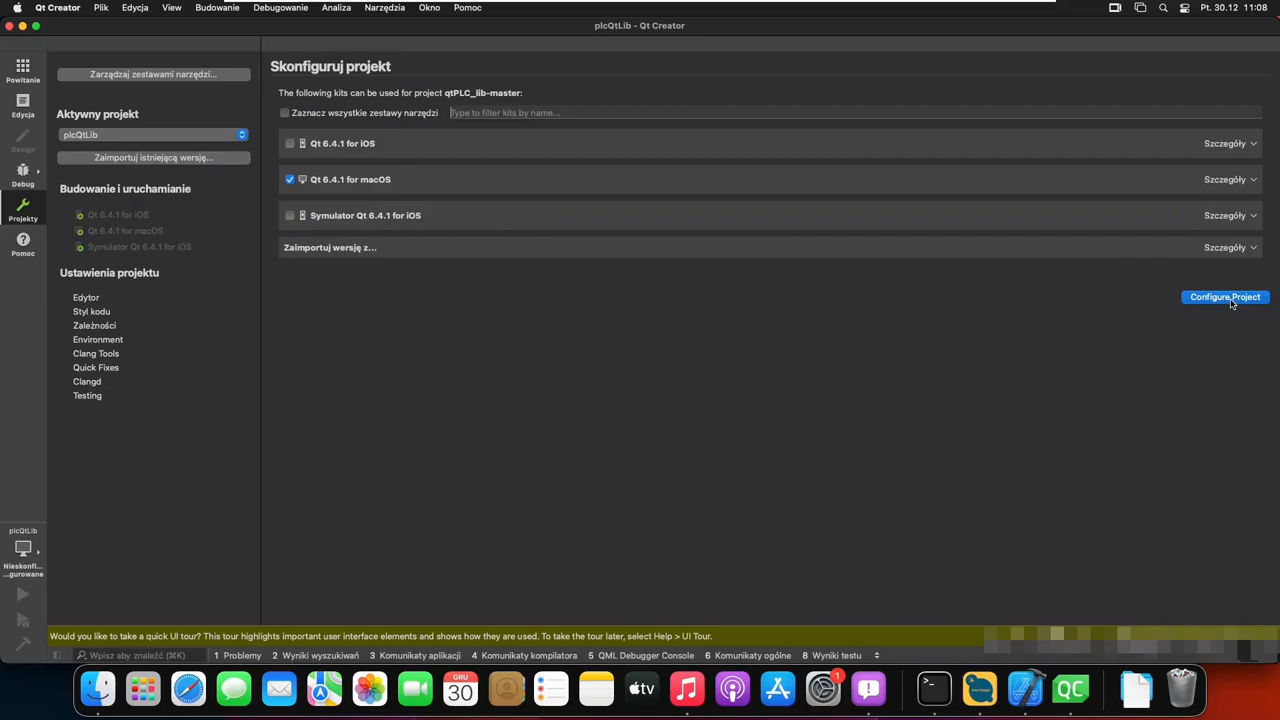 Qt Creator Plik Edycja View Budowanie Debugowanie Analiza Narzędzia Okno Pomoc Pt. 30.12 11:08
plcQtLib - Qt Creator
Powitanie
Edycja
Design
Debug
Projekty
Pomoc
Zarządzaj zestawami narzędzi...
Aktywny projekt
plcQtLib
Zaimportuj istniejącą wersję...
Budowanie i uruchamianie
Qt 6.4.1 for iOS
Qt 6.4.1 for macOS
Symulator Qt 6.4.1 for iOS
Ustawienia projektu
Edytor
Styl kodu
Zależności
Environment
Clang Tools
Quick Fixes
Clangd
Testing
Skonfiguruj projekt
The following kits can be used for project qtPLC_lib-master:
Zaznacz wszystkie zestawy narzędzi Type to filter kits by name...
Qt 6.4.1 for iOS Szczegóły
Qt 6.4.1 for macOS Szczegóły
Symulator Qt 6.4.1 for iOS Szczegóły
Zaimportuj wersję z... Szczegóły
Configure Project
plcQtLib
Nieskonfi...
...gurowane
Would you like to take a quick UI tour? This tour highlights important user interface elements and shows how they are used. To take the tour later, select Help > UI Tour.
Wpisz aby znaleźć (⌘K) 1 Problemy 2 Wyniki wyszukiwań 3 Komunikaty aplikacji 4 Komunikaty kompilatora 5 QML Debugger Console 6 Komunikaty ogólne 8 Wyniki testu
GRU
30
tv
1
QC